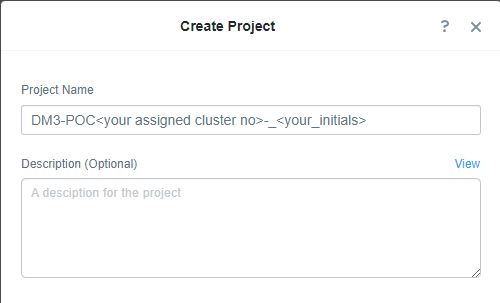 Create Project
?
Project Name
DM3-POC<your assigned cluster no>-_<your_initials>
Description (Optional)
View
A desciption for the project